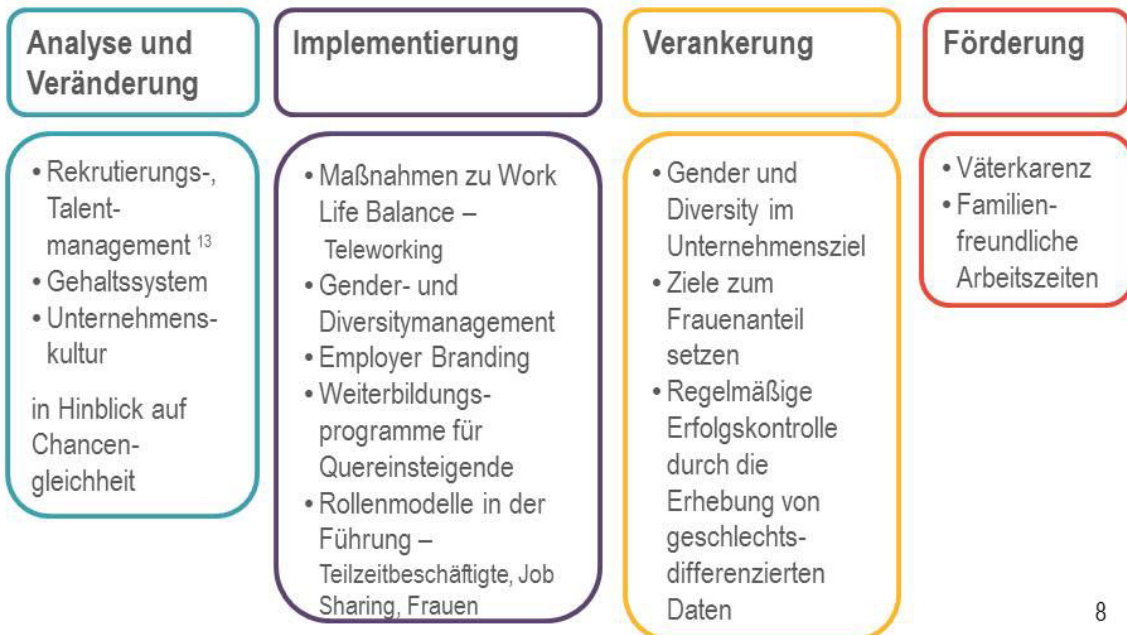 Analyse und
Veränderung
• Rekrutierungs-,
Talent-
management 13
• Gehaltssystem
• Unternehmens-
kultur
in Hinblick auf
Chancen-
gleichheit
Implementierung
• Maßnahmen zu Work
Life Balance –
Teleworking
• Gender- und
Diversitymanagement
• Employer Branding
• Weiterbildungs-
programme für
Quereinsteigende
• Rollenmodelle in der
Führung –
Teilzeitbeschäftigte, Job
Sharing, Frauen
Verankerung
• Gender und
Diversity im
Unternehmensziel
• Ziele zum
Frauenanteil
setzen
• Regelmäßige
Erfolgskontrolle
durch die
Erhebung von
geschlechts-
differenzierten
Daten
Förderung
• Väterkarenz
• Familien-
freundliche
Arbeitszeiten
8